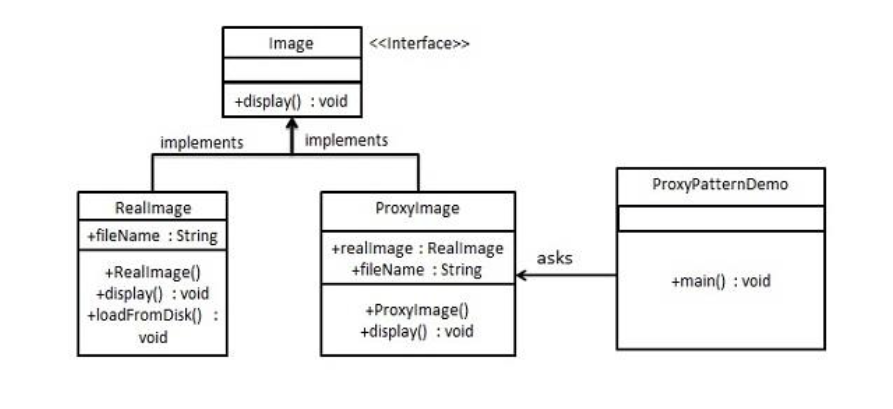 Image
<<Interface>>
+display() : void
implements
implements
RealImage
+fileName : String
+RealImage()
+display() : void
+loadFromDisk() :
void
ProxyImage
+realImage : RealImage
+fileName : String
+ProxyImage()
+display() : void
asks
ProxyPatternDemo
+main() : void